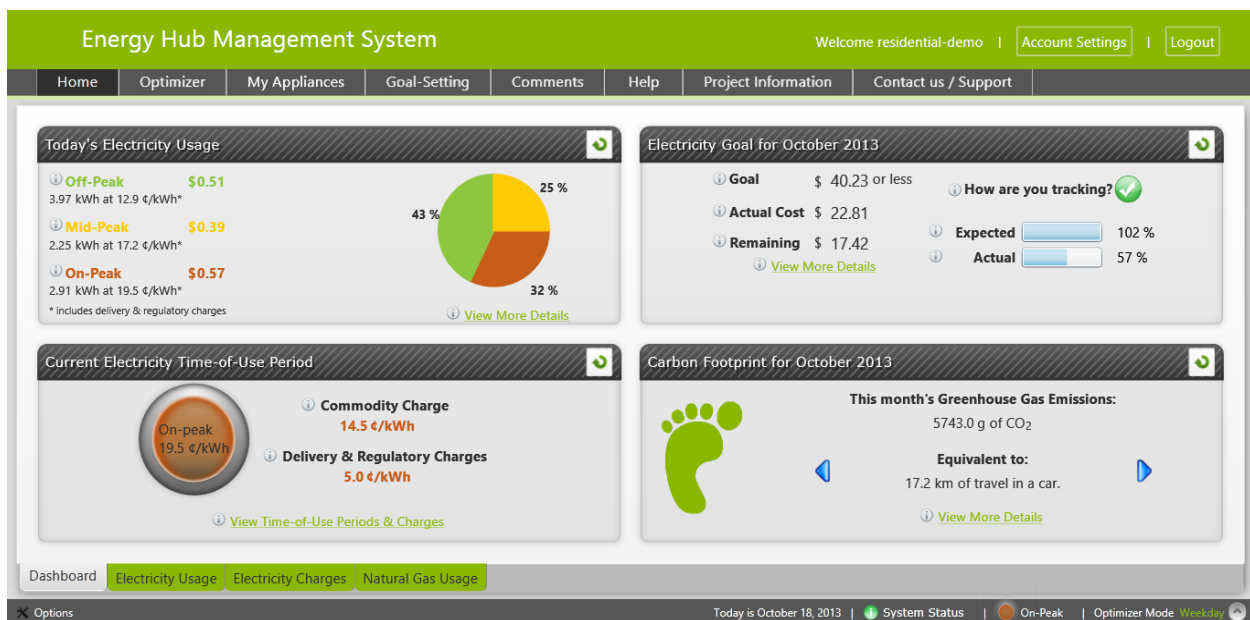 Energy Hub Management System
Welcome residential-demo | Account Settings | Logout
Home Optimizer My Appliances Goal-Setting Comments Help Project Information Contact us / Support
Today's Electricity Usage
Off-Peak $0.51
3.97 kWh at 12.9 ¢/kWh*
Mid-Peak $0.39
2.25 kWh at 17.2 ¢/kWh*
On-Peak $0.57
2.91 kWh at 19.5 ¢/kWh*
* includes delivery & regulatory charges
43 %
25 %
32 %
View More Details
Electricity Goal for October 2013
Goal $ 40.23 or less
Actual Cost $ 22.81
Remaining $ 17.42
View More Details
How are you tracking?
Expected 102 %
Actual 57 %
Current Electricity Time-of-Use Period
On-peak
19.5 ¢/kWh
Commodity Charge
14.5 ¢/kWh
Delivery & Regulatory Charges
5.0 ¢/kWh
View Time-of-Use Periods & Charges
Carbon Footprint for October 2013
This month's Greenhouse Gas Emissions:
5743.0 g of CO2
Equivalent to:
17.2 km of travel in a car.
View More Details
Dashboard Electricity Usage Electricity Charges Natural Gas Usage
Options Today is October 18, 2013 | System Status | On-Peak | Optimizer Mode Weekday